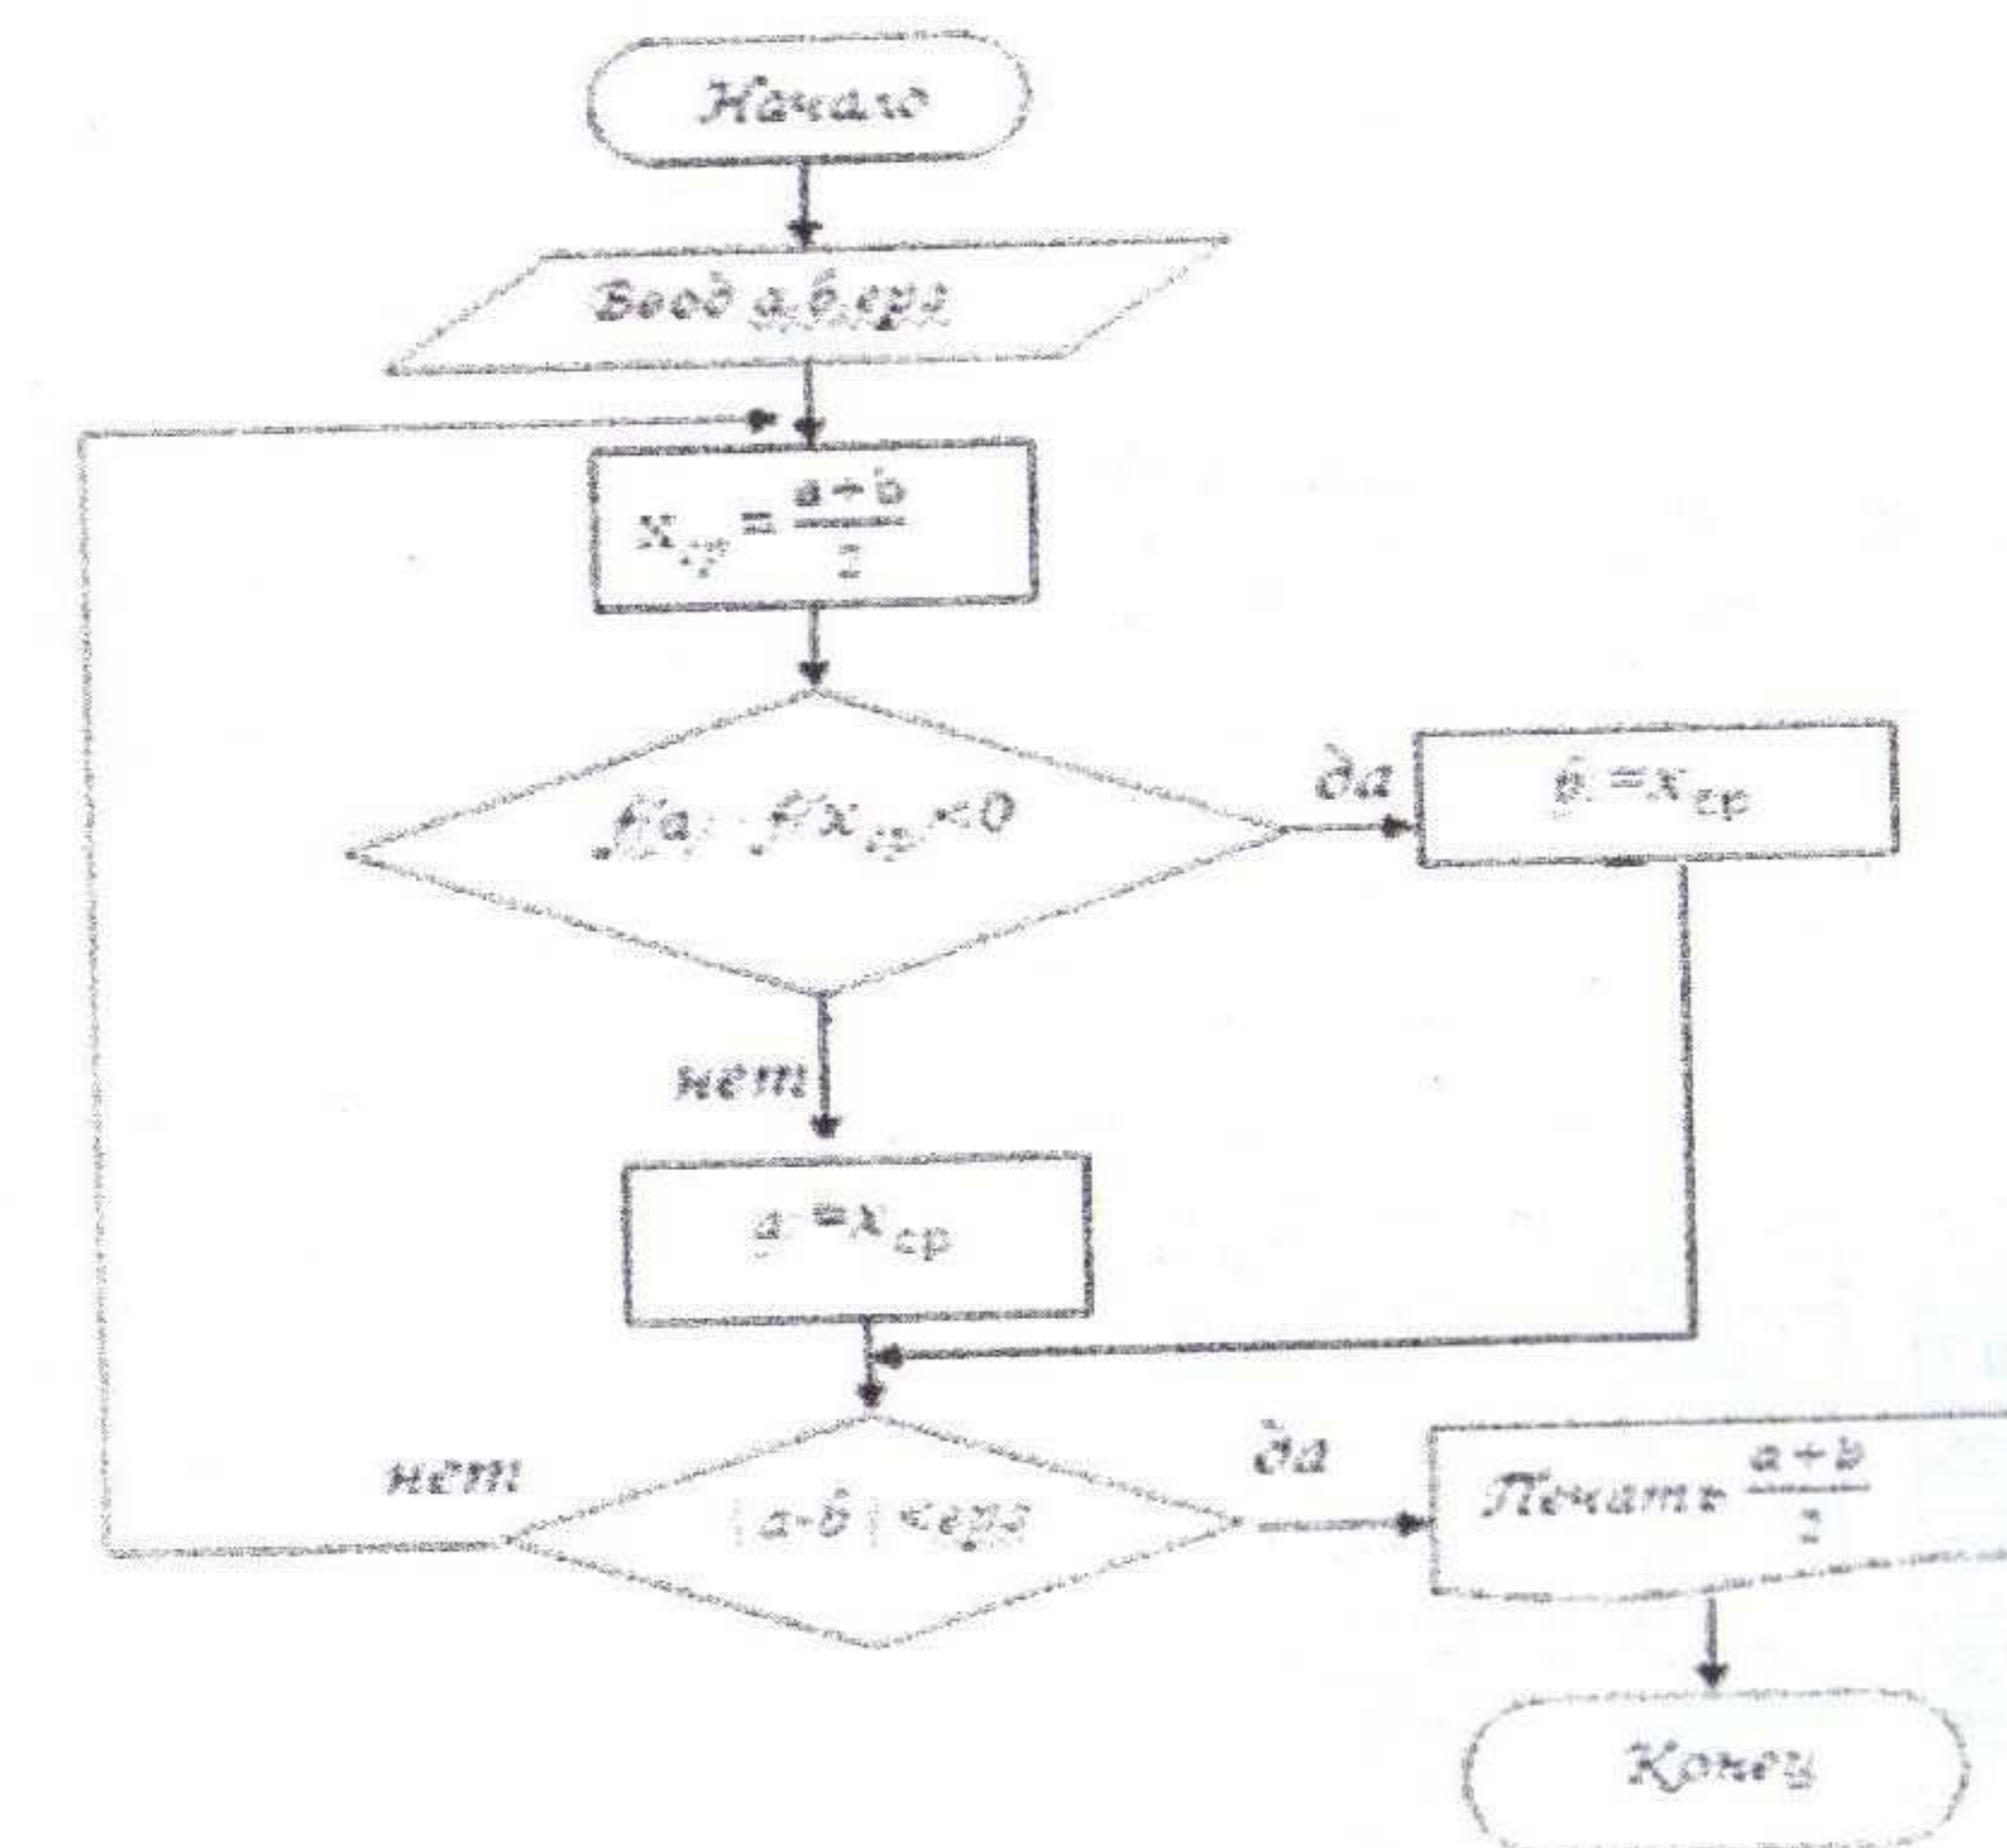 Начало
Ввод a,b,eps
x_ср = (a+b)/2
f(a)·f(x_ср)<0
да
b:=x_ср
нет
a:=x_ср
нет
|a-b|<eps
да
Печать (a+b)/2
Конец